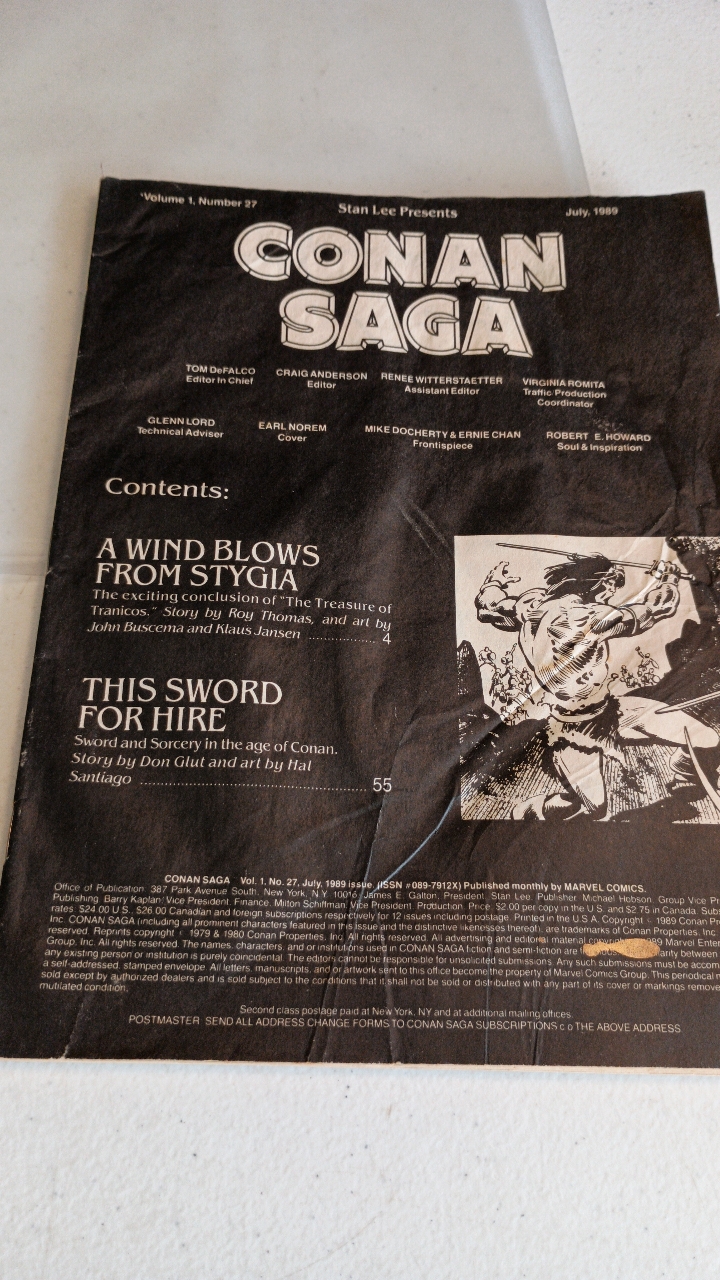 Volume 1, Number 27 Stan Lee Presents July, 1989
CONAN
SAGA
TOM DeFALCO CRAIG ANDERSON RENEE WITTERSTAETTER VIRGINIA ROMITA
Editor In Chief Editor Assistant Editor Traffic/Production
Coordinator
GLENN LORD EARL NOREM MIKE DOCHERTY & ERNIE CHAN ROBERT E. HOWARD
Technical Adviser Cover Frontispiece Soul & Inspiration
Contents:
A WIND BLOWS
FROM STYGIA
The exciting conclusion of "The Treasure of
Tranicos." Story by Roy Thomas, and art by
John Buscema and Klaus Jansen .................. 4
THIS SWORD
FOR HIRE
Sword and Sorcery in the age of Conan.
Story by Don Glut and art by Hal
Santiago .................. 55
CONAN SAGA Vol. 1, No. 27, July, 1989 issue, (ISSN #089-7912X) Published monthly by MARVEL COMICS.
Office of Publication 387 Park Avenue South, New York, N.Y. 10016. James E. Galton, President, Stan Lee, Publisher. Michael Hobson, Group Vice Pr
Publishing. Barry Kaplan, Vice President, Finance. Milton Schiffman, Vice President, Production. Price: $2.00 per copy in the U.S. and $2.75 in Canada. Subs
rates: $24.00 U.S., $26.00 Canadian and foreign subscriptions respectively for 12 issues including postage. Printed in the U.S.A. Copyright © 1989 Conan Pr
Inc. CONAN SAGA (including all prominent characters featured in this issue and the distinctive likenesses thereof) are trademarks of Conan Properties, Inc.
reserved. Reprints copyright © 1979 & 1980 Conan Properties, Inc. All rights reserved. All advertising and editorial material copyright 89 Marvel Enter
Group, Inc. All rights reserved. The names, characters, and/or institutions used in CONAN SAGA fiction and semi-fiction are arity between
any existing person or institution is purely coincidental. The editors cannot be responsible for unsolicited submissions. Any such submissions must be accom
a self-addressed, stamped envelope. All letters, manuscripts, and/or artwork sent to this office become the property of Marvel Comics Group. This periodical m
sold except by authorized dealers and is sold subject to the conditions that it shall not be sold or distributed with any part of its cover or markings remove
mutilated condition.
Second class postage paid at New York, NY and at additional mailing offices.
POSTMASTER SEND ALL ADDRESS CHANGE FORMS TO CONAN SAGA SUBSCRIPTIONS c o THE ABOVE ADDRESS